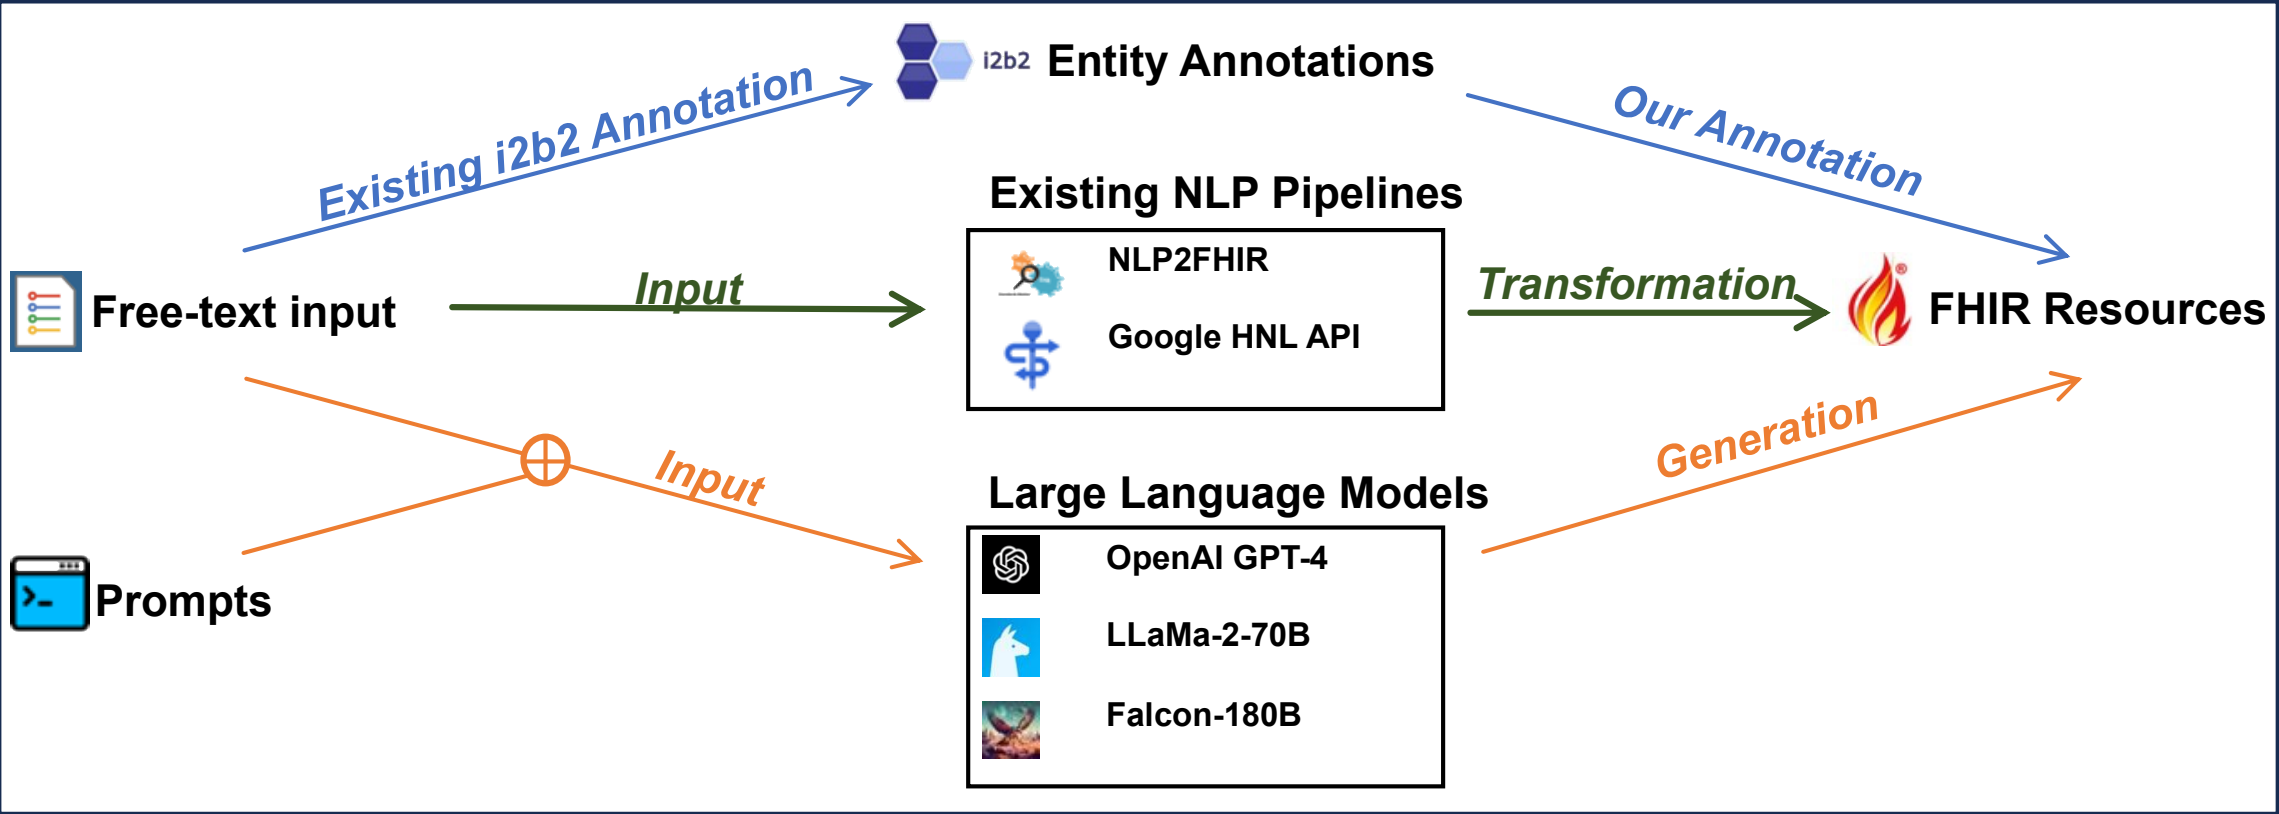 i2b2 Entity Annotations
Existing i2b2 Annotation
Our Annotation
Existing NLP Pipelines
NLP2FHIR
Google HNL API
Free-text input
Input
Transformation
FHIR Resources
Input
Generation
Large Language Models
OpenAI GPT-4
LLaMa-2-70B
Falcon-180B
Prompts